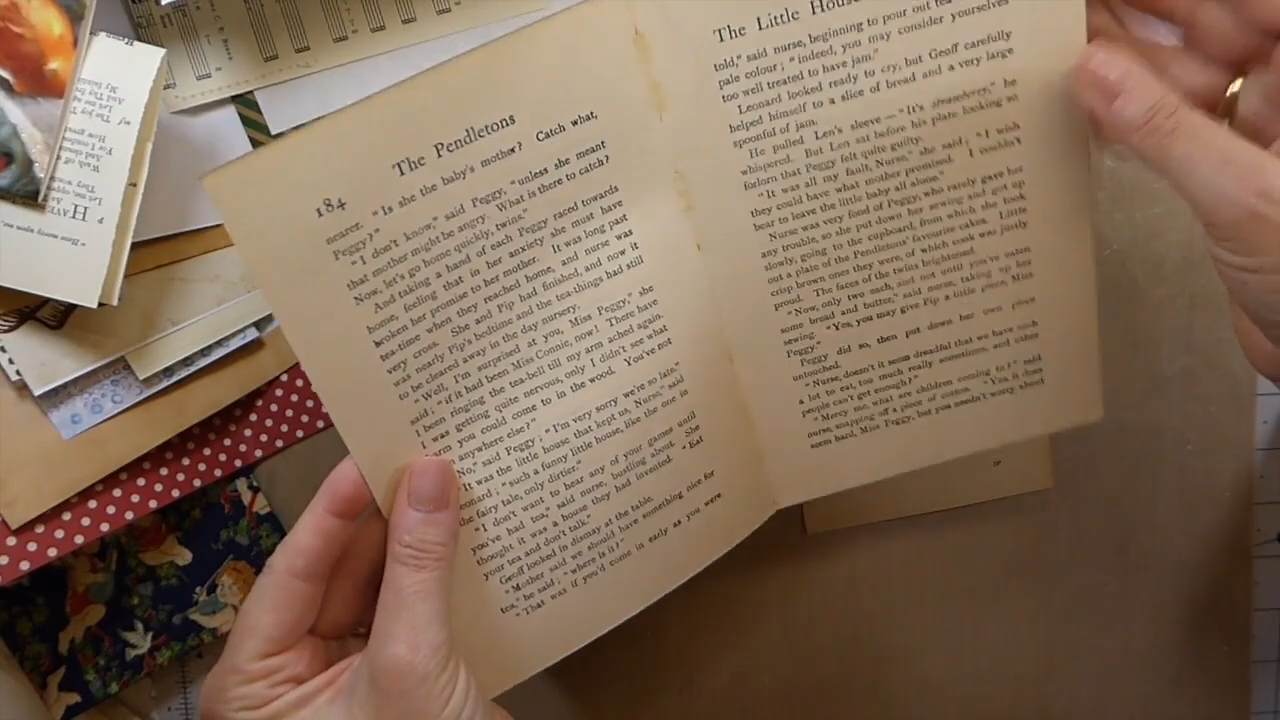 184
The Pendletons
nearer. "Is she the baby's mother? Catch what,
Peggy?"
"I don't know," said Peggy, "unless she meant
that mother might be angry. What is there to catch?
Now, let's go home quickly, twins."
And taking a hand of each Peggy raced towards
home, feeling that in her anxiety she must have
broken her promise to her mother. It was long past
tea-time when they reached home, and nurse was
very cross. She and Pip had finished, and now it
was nearly Pip's bedtime and the tea-things had still
to be cleared away in the day nursery.
"Well, I'm surprised at you, Miss Peggy," she
said; "if it had been Miss Connie, now! There have
I been ringing the tea-bell till my arm ached again.
I was getting quite nervous, only I didn't see what
arm you could come to in the wood. You've not
anywhere else?"
No," said Peggy; "I'm very sorry we're so late."
"It was the little house that kept us, Nurse," said
eonard; "such a funny little house, like the one in
the fairy tale, only dirtier."
"I don't want to hear any of your games until
you've had tea," said nurse, bustling about. She
thought it was a house they had invented. "Eat
your tea and don't talk."
Geoff looked in dismay at the table.
"Mother said we should have something nice for
tea," he said; "where is it?"
"That was if you'd come in early as you were
The Little House
told," said nurse, beginning to pour out tea
pale colour; "indeed, you may consider yourselves
too well treated to have jam."
Leonard looked ready to cry, but Geoff carefully
helped himself to a slice of bread and a very large
spoonful of jam.
He pulled Len's sleeve—"It's strawberry," he
whispered. But Len sat before his plate looking so
forlorn that Peggy felt quite guilty.
"It was all my fault, Nurse," she said; "I wish
they could have what mother promised. I couldn't
bear to leave the little baby all alone."
Nurse was very fond of Peggy, who rarely gave her
any trouble, so she put down her sewing and got up
slowly, going to the cupboard, from which she took
out a plate of the Pendletons' favourite cakes. Little
crisp brown ones they were, of which cook was justly
proud. The faces of the twins brightened.
"Now, only two each, and not until you've eaten
some bread and butter," said nurse, taking up her
sewing. "Yes, you may give Pip a little piece, Miss
Peggy."
Peggy did so, then put down her own piece
untouched.
"Nurse, doesn't it seem dreadful that we have such
a lot to eat, too much really sometimes, and other
people can't get enough?"
"Mercy me, what are children coming to!" said
nurse, snapping off a piece of cotton. "Yes, it does
seem hard, Miss Peggy, but you needn't worry about